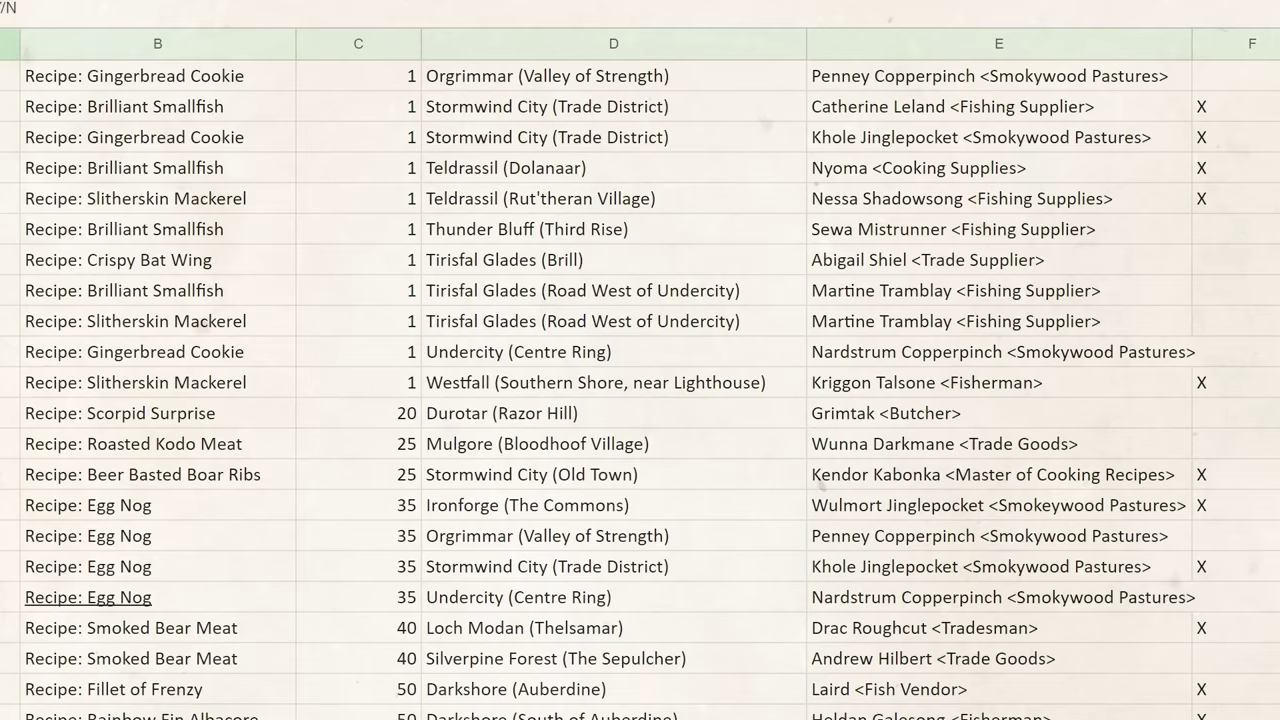 /N
B C D E F
Recipe: Gingerbread Cookie 1 Orgrimmar (Valley of Strength) Penney Copperpinch <Smokywood Pastures>
Recipe: Brilliant Smallfish 1 Stormwind City (Trade District) Catherine Leland <Fishing Supplier> X
Recipe: Gingerbread Cookie 1 Stormwind City (Trade District) Khole Jinglepocket <Smokywood Pastures> X
Recipe: Brilliant Smallfish 1 Teldrassil (Dolanaar) Nyoma <Cooking Supplies> X
Recipe: Slitherskin Mackerel 1 Teldrassil (Rut'theran Village) Nessa Shadowsong <Fishing Supplies> X
Recipe: Brilliant Smallfish 1 Thunder Bluff (Third Rise) Sewa Mistrunner <Fishing Supplier>
Recipe: Crispy Bat Wing 1 Tirisfal Glades (Brill) Abigail Shiel <Trade Supplier>
Recipe: Brilliant Smallfish 1 Tirisfal Glades (Road West of Undercity) Martine Tramblay <Fishing Supplier>
Recipe: Slitherskin Mackerel 1 Tirisfal Glades (Road West of Undercity) Martine Tramblay <Fishing Supplier>
Recipe: Gingerbread Cookie 1 Undercity (Centre Ring) Nardstrum Copperpinch <Smokywood Pastures>
Recipe: Slitherskin Mackerel 1 Westfall (Southern Shore, near Lighthouse) Kriggon Talsone <Fisherman> X
Recipe: Scorpid Surprise 20 Durotar (Razor Hill) Grimtak <Butcher>
Recipe: Roasted Kodo Meat 25 Mulgore (Bloodhoof Village) Wunna Darkmane <Trade Goods>
Recipe: Beer Basted Boar Ribs 25 Stormwind City (Old Town) Kendor Kabonka <Master of Cooking Recipes> X
Recipe: Egg Nog 35 Ironforge (The Commons) Wulmort Jinglepocket <Smokeywood Pastures> X
Recipe: Egg Nog 35 Orgrimmar (Valley of Strength) Penney Copperpinch <Smokywood Pastures>
Recipe: Egg Nog 35 Stormwind City (Trade District) Khole Jinglepocket <Smokywood Pastures> X
Recipe: Egg Nog 35 Undercity (Centre Ring) Nardstrum Copperpinch <Smokywood Pastures>
Recipe: Smoked Bear Meat 40 Loch Modan (Thelsamar) Drac Roughcut <Tradesman> X
Recipe: Smoked Bear Meat 40 Silverpine Forest (The Sepulcher) Andrew Hilbert <Trade Goods>
Recipe: Fillet of Frenzy 50 Darkshore (Auberdine) Laird <Fish Vendor> X
Recipe: Rainbow Fin Albacore 50 Darkshore (South of Auberdine) Heldan Galesong <Fisherman> X